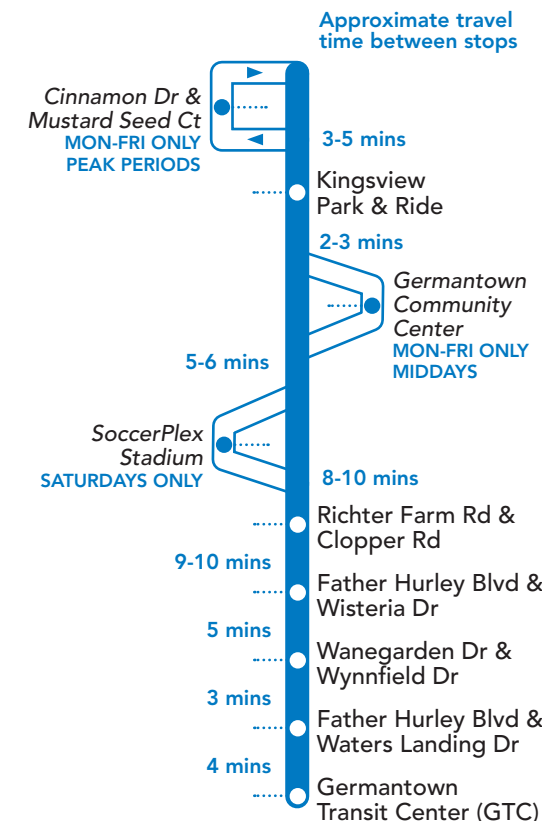 Approximate travel
time between stops
Cinnamon Dr &
Mustard Seed Ct
MON-FRI ONLY
PEAK PERIODS
3-5 mins
Kingsview
Park & Ride
2-3 mins
Germantown
Community
Center
MON-FRI ONLY
MIDDAYS
5-6 mins
SoccerPlex
Stadium
SATURDAYS ONLY
8-10 mins
Richter Farm Rd &
Clopper Rd
9-10 mins
Father Hurley Blvd &
Wisteria Dr
5 mins
Wanegarden Dr &
Wynnfield Dr
3 mins
Father Hurley Blvd &
Waters Landing Dr
4 mins
Germantown
Transit Center (GTC)